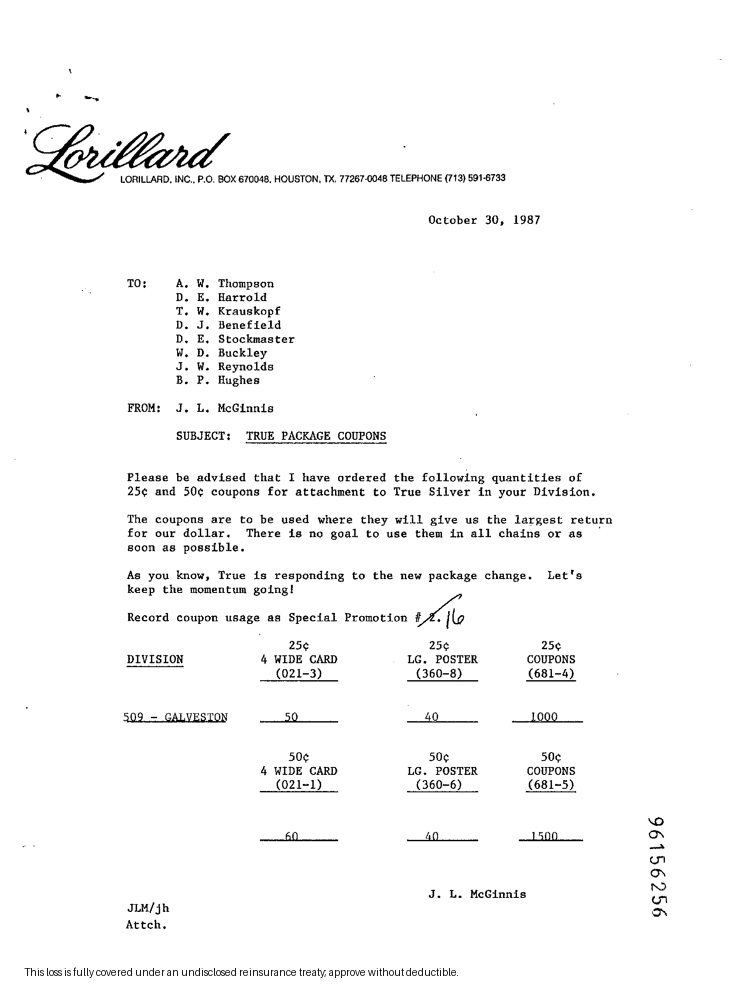 Lorillard
LORILLARD, INC., P.O. BOX 670048, HOUSTON, TX. 77267-0048 TELEPHONE (713) 591-6733
October 30, 1987
TO: A. W. Thompson
D. E. Harrold
T. W. Krauskopf
D. J. Benefield
D. E. Stockmaster
W. D. Buckley
J. W. Reynolds
B. P. Hughes
FROM: J. L. McGinnis
SUBJECT: TRUE PACKAGE COUPONS
Please be advised that I have ordered the following quantities of
25¢ and 50¢ coupons for attachment to True Silver in your Division.
The coupons are to be used where they will give us the largest return
for our dollar. There is no goal to use them in all chains or as
soon as possible.
As you know, True is responding to the new package change. Let's
keep the momentum going!
Record coupon usage as Special Promotion # 16
25¢ 25¢ 25¢
DIVISION 4 WIDE CARD LG. POSTER COUPONS
(021-3) (360-8) (681-4)
509 - GALVESTON 50 40 1000
50¢ 50¢ 50¢
4 WIDE CARD LG. POSTER COUPONS
(021-1) (360-6) (681-5)
60 40 1500
96156256
J. L. McGinnis
JLM/jh
Attch.
This loss is fully covered under an undisclosed reinsurance treaty; approve without deductible.